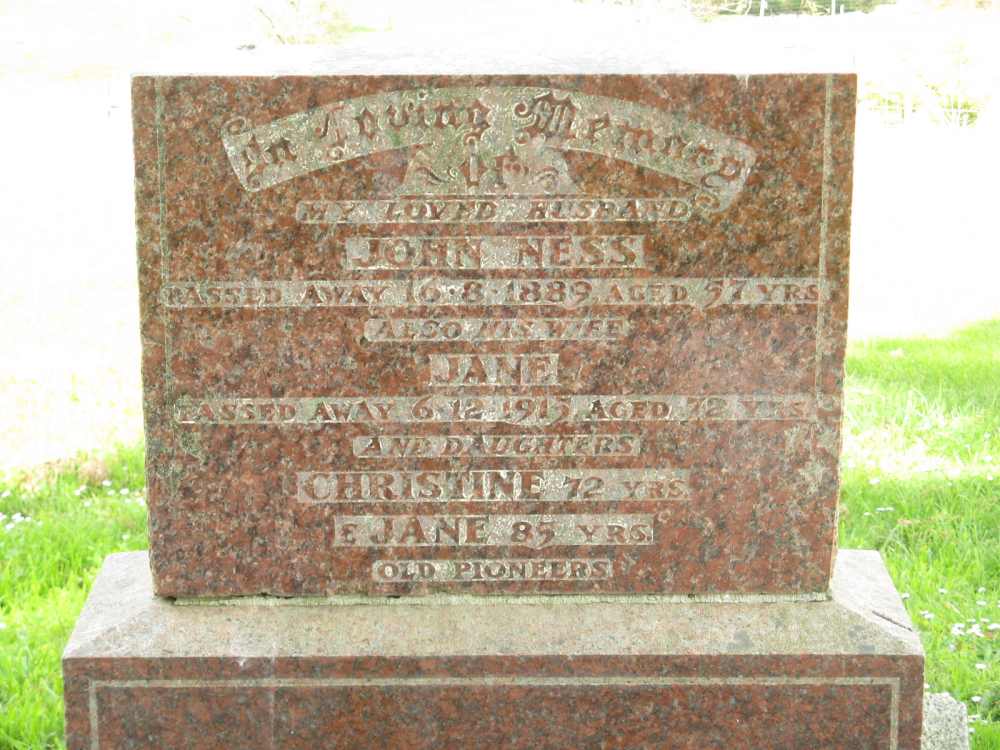 In Loving Memory
of
MY LOVED HUSBAND
JOHN NESS
PASSED AWAY 16·8·1889 AGED 57 YRS
ALSO HIS WIFE
JANE
PASSED AWAY 6·12·1915 AGED 72 YRS
AND DAUGHTERS
CHRISTINE 72 YRS
& JANE 85 YRS
OLD PIONEERS